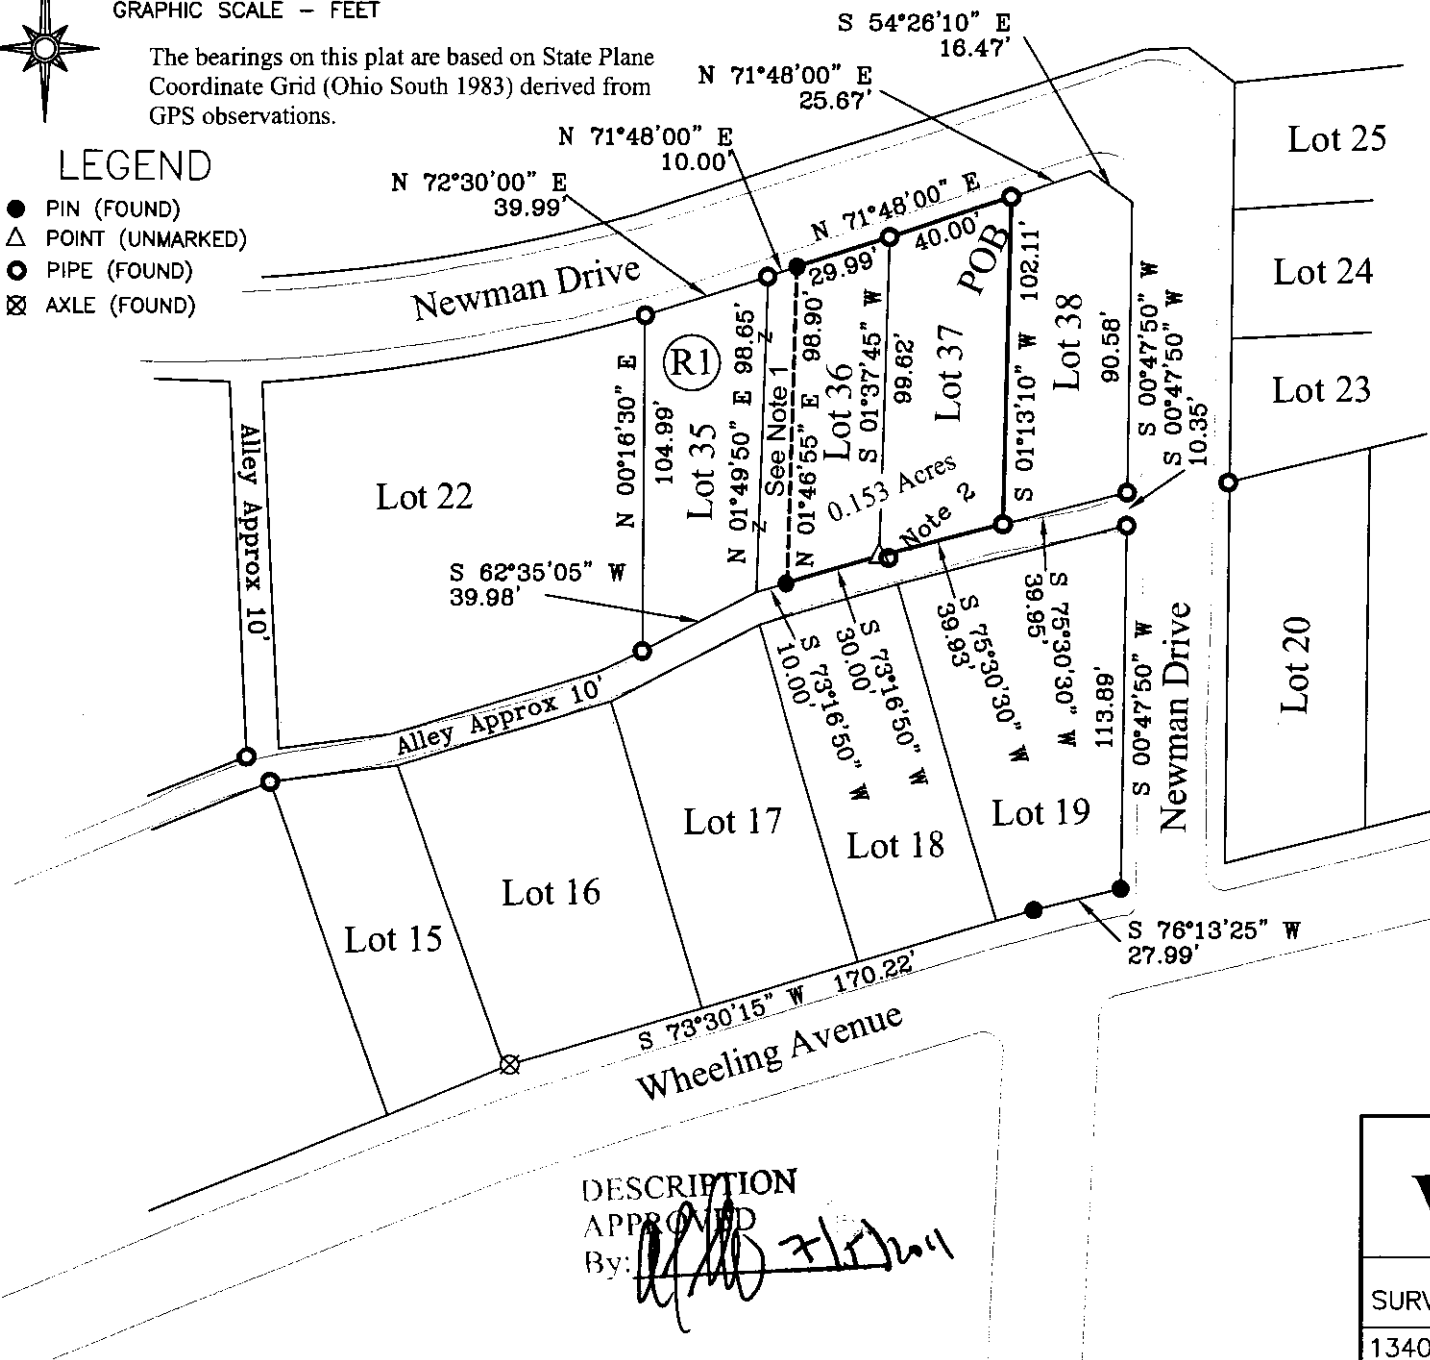 GRAPHIC SCALE – FEET
The bearings on this plat are based on State Plane
Coordinate Grid (Ohio South 1983) derived from
GPS observations.
LEGEND
PIN (FOUND)
POINT (UNMARKED)
PIPE (FOUND)
AXLE (FOUND)
S 54°26'10" E
16.47'
N 71°48'00" E
25.67'
N 71°48'00" E
10.00'
N 72°30'00" E
39.99'
N 71°48'00" E
29.99'
40.00'
Newman Drive
POB
Lot 25
Lot 24
Lot 23
Lot 22
R1
Lot 35
Lot 36
Lot 37
Lot 38
N 00°16'30" E
104.99'
N 01°49'50" E 98.65'
Z
Z
See Note 1
N 01°46'55" E 98.90'
S 01°37'45" W
99.62'
S 01°13'10" W 102.11'
90.58'
S 00°47'50" W
S 00°47'50" W
10.35'
0.153 Acres
Note 2
Alley Approx 10'
S 62°35'05" W
39.98'
S 73°16'50" W
10.00'
S 73°16'50" W
30.00'
S 75°30'30" W
39.93'
S 75°30'30" W
39.95'
113.89'
S 00°47'50" W
Newman Drive
Lot 20
Alley Approx 10'
Lot 15
Lot 16
Lot 17
Lot 18
Lot 19
S 76°13'25" W
27.99'
S 73°30'15" W 170.22'
Wheeling Avenue
DESCRIPTION
APPROVED
By: 7/5/2011
SURV
1340